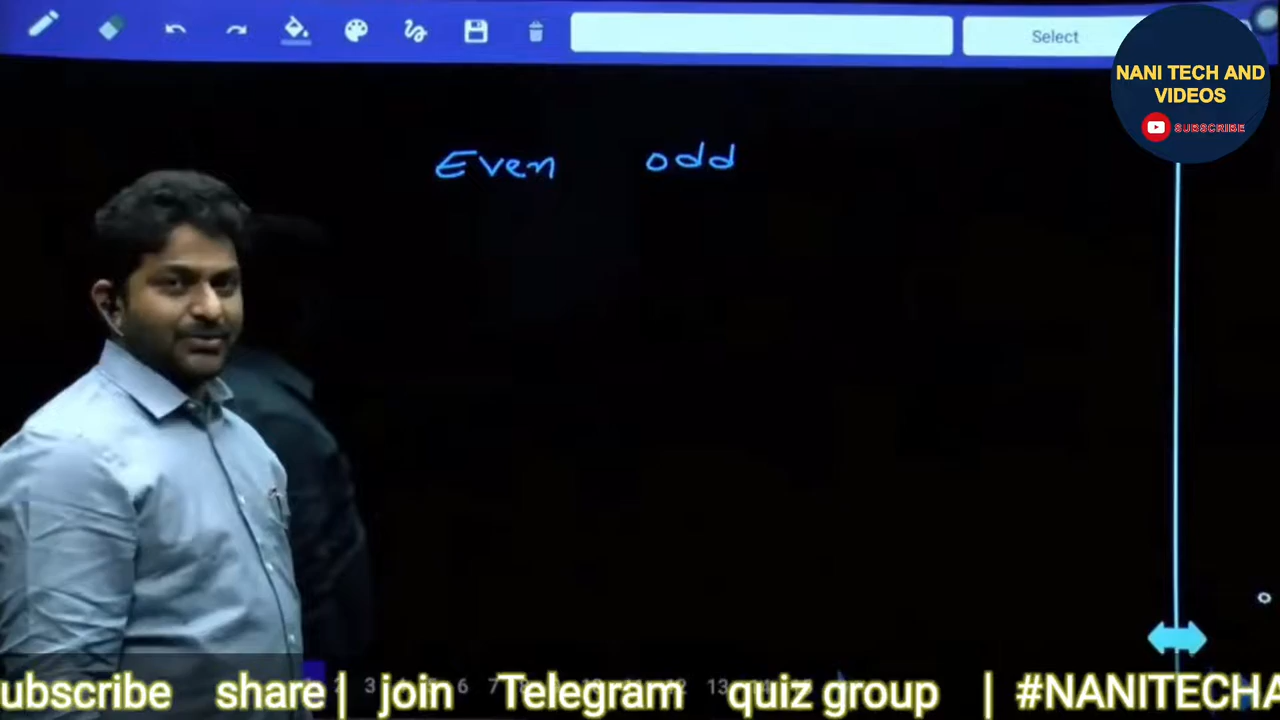 Select
NANI TECH AND
VIDEOS
SUBSCRIBE
Even odd
ubscribe share | join Telegram quiz group | #NANITECHA